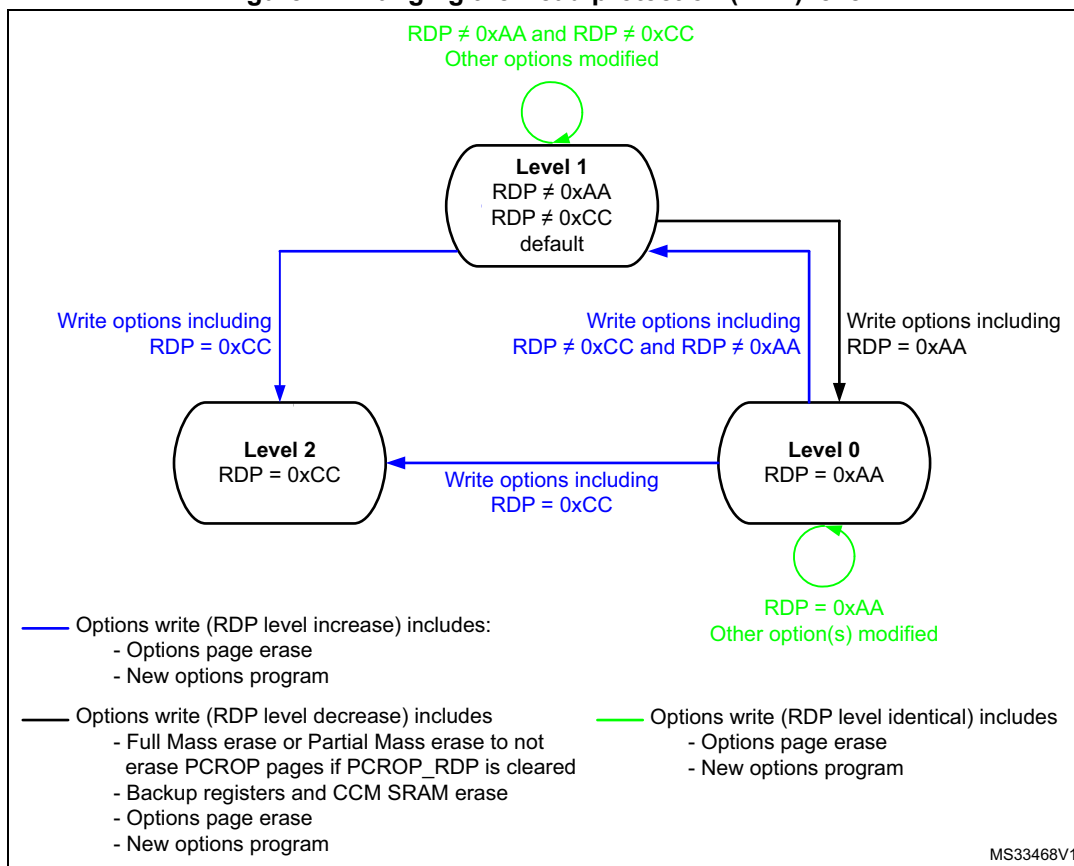 RDP ≠ 0xAA and RDP ≠ 0xCC
Other options modified
Level 1
RDP ≠ 0xAA
RDP ≠ 0xCC
default
Write options including
RDP = 0xCC
Write options including
RDP ≠ 0xCC and RDP ≠ 0xAA
Write options including
RDP = 0xAA
Level 2
RDP = 0xCC
Level 0
RDP = 0xAA
Write options including
RDP = 0xCC
RDP = 0xAA
Other option(s) modified
Options write (RDP level increase) includes:
- Options page erase
- New options program
Options write (RDP level decrease) includes
- Full Mass erase or Partial Mass erase to not
erase PCROP pages if PCROP_RDP is cleared
- Backup registers and CCM SRAM erase
- Options page erase
- New options program
Options write (RDP level identical) includes
- Options page erase
- New options program
MS33468V1